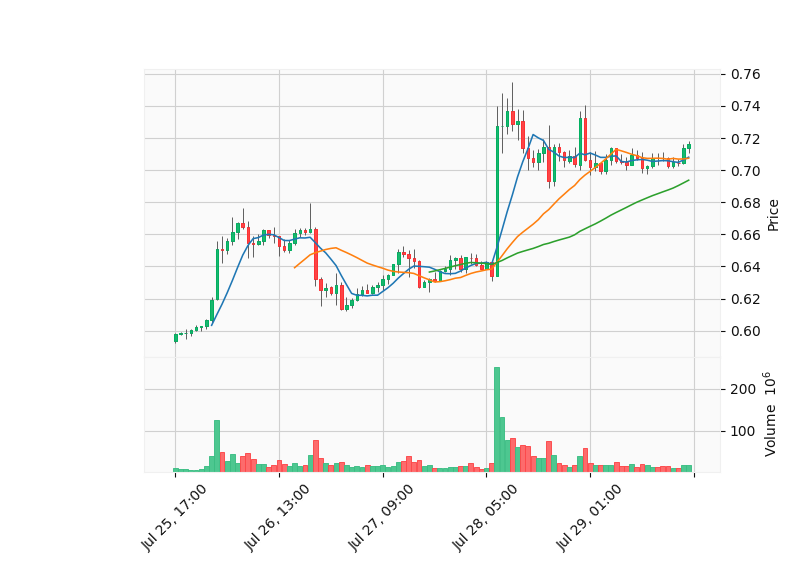 0.76
0.74
0.72
0.70
0.68
0.66
0.64
0.62
0.60
Price
200
100
Volume 10^6
Jul 25, 17:00
Jul 26, 13:00
Jul 27, 09:00
Jul 28, 05:00
Jul 29, 01:00